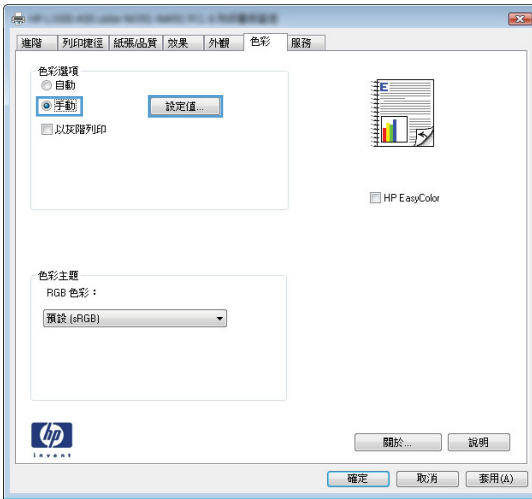 進階 列印捷徑 紙張/品質 效果 外觀 色彩 服務
色彩選項
自動
手動 設定值...
以灰階列印
E
HP EasyColor
色彩主題
RGB 色彩：
預設 (sRGB)
hp
invent
關於... 說明
確定 取消 套用(A)